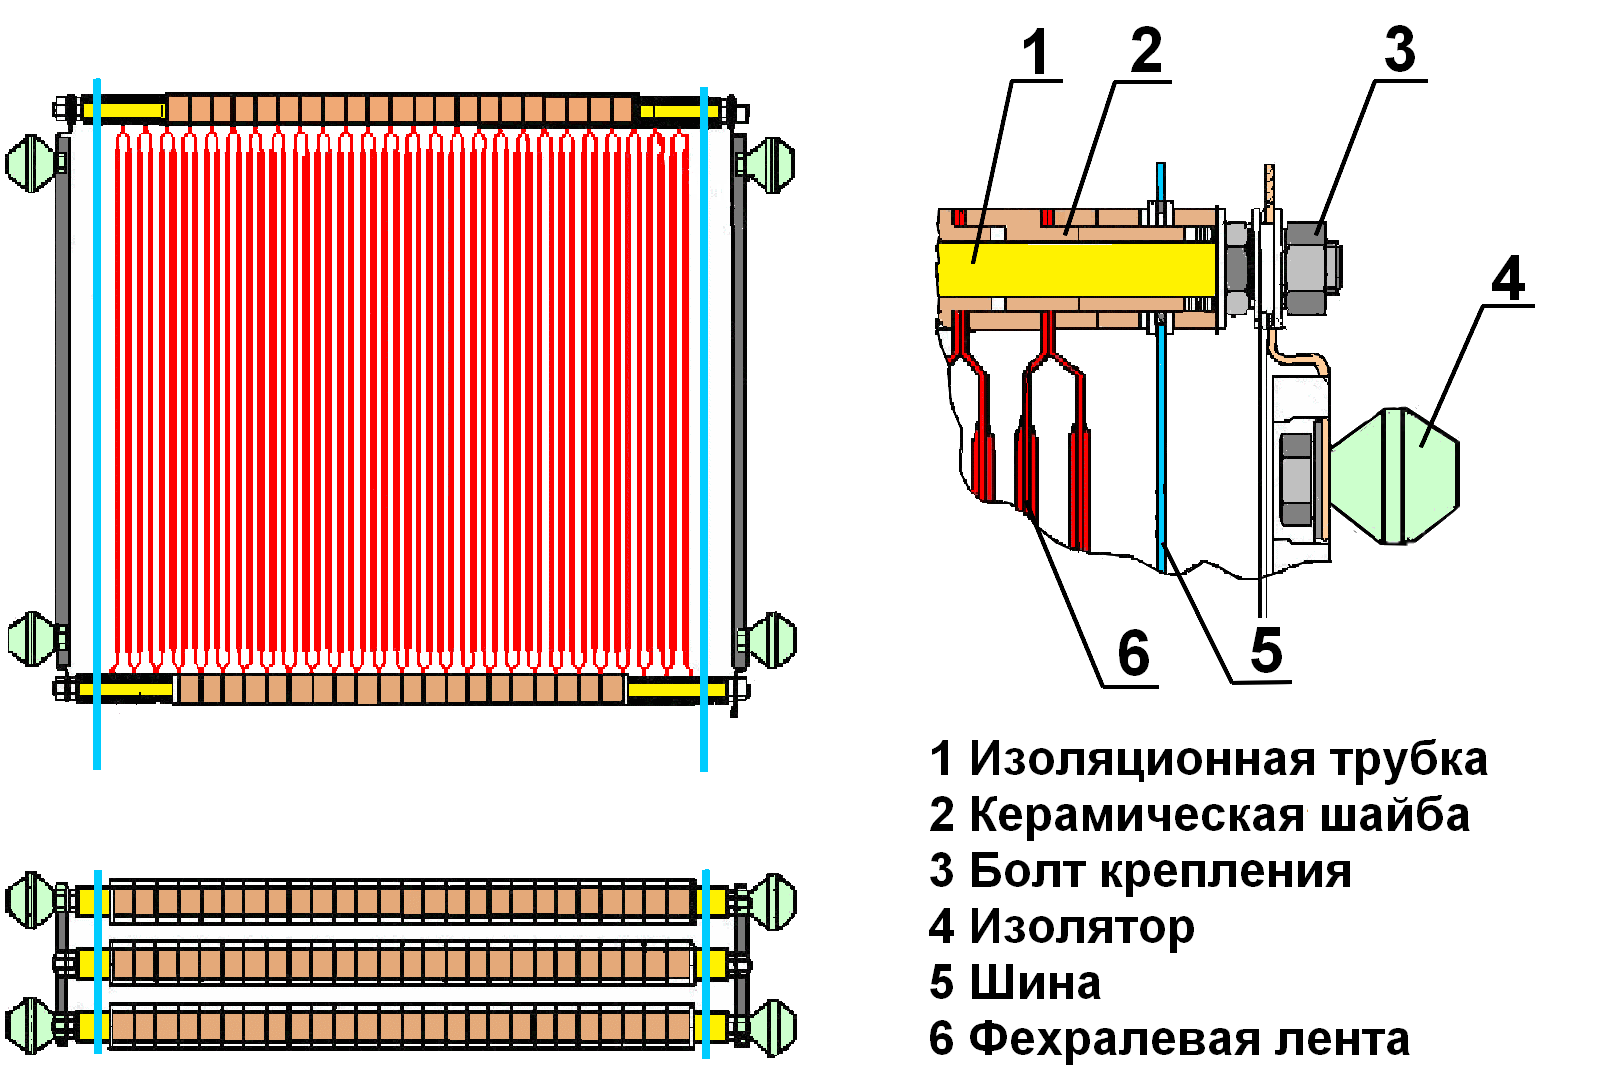 1 2 3
4
6 5
1 Изоляционная трубка
2 Керамическая шайба
3 Болт крепления
4 Изолятор
5 Шина
6 Фехралевая лента